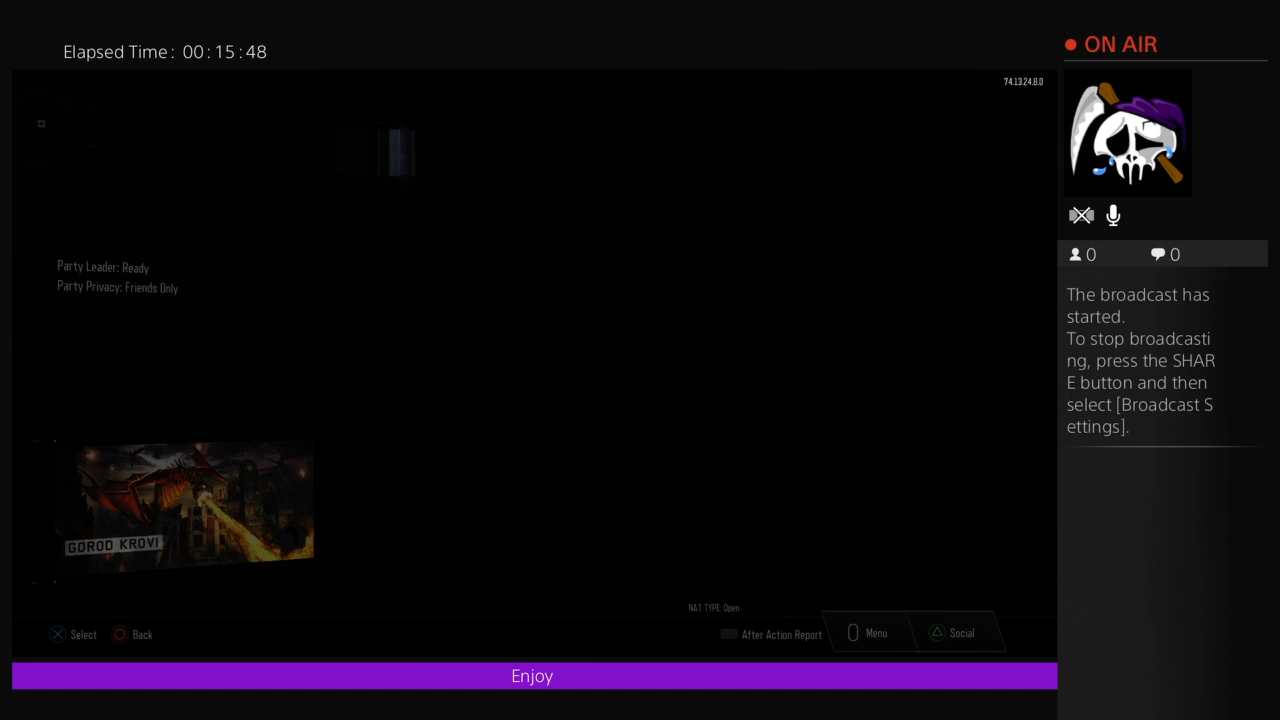 Elapsed Time: 00:15:48
ON AIR
74.13.24.8.0
0 0
The broadcast has
started.
To stop broadcasti
ng, press the SHAR
E button and then
select [Broadcast S
ettings].
Party Leader: Ready
Party Privacy: Friends Only
GOROD KROVI
NAT TYPE: Open
Select Back After Action Report Menu Social
Enjoy